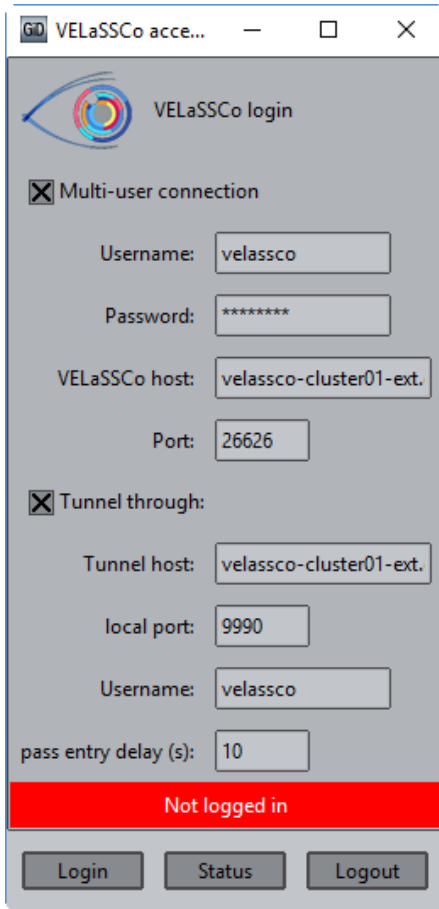 GiD VELaSSCo acce...
VELaSSCo login
Multi-user connection
Username: velassco
Password: ********
VELaSSCo host: velassco-cluster01-ext.
Port: 26626
Tunnel through:
Tunnel host: velassco-cluster01-ext.
local port: 9990
Username: velassco
pass entry delay (s): 10
Not logged in
Login Status Logout